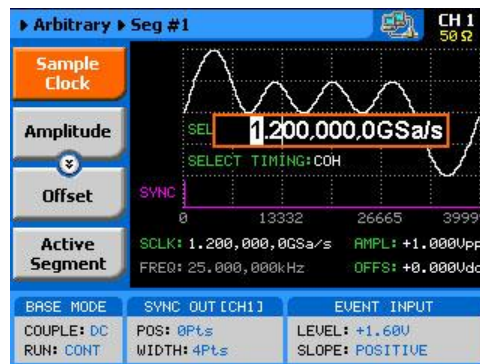 Arbitrary Seg #1
CH 1
50 Ω
Sample
Clock
Amplitude
Offset
Active
Segment
SEL
1.200,000,0GSa/s
SELECT TIMING:COH
SYNC
0 13332 26665 39999
SCLK: 1.200,000,0GSa/s AMPL: +1.000Vpp
FREQ: 25.000,000kHz OFFS: +0.000Vdc
BASE MODE
COUPLE: DC
RUN: CONT
SYNC OUT [CH1]
POS: 0Pts
WIDTH: 4Pts
EVENT INPUT
LEVEL: +1.60V
SLOPE: POSITIVE